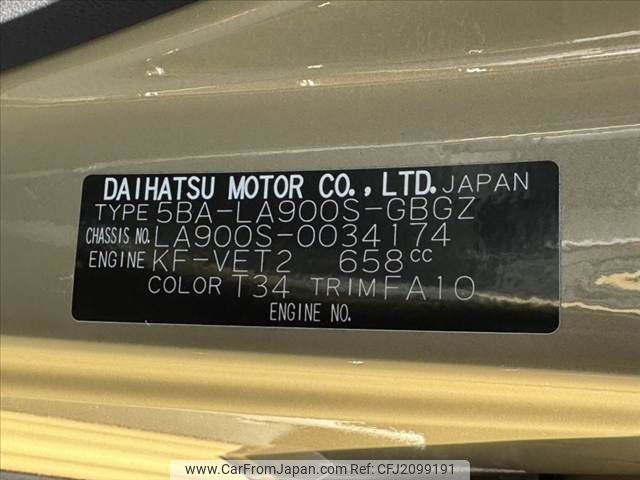 DAIHATSU MOTOR CO., LTD. JAPAN
TYPE 5BA-LA900S-GBGZ
CHASSIS NO. LA900S-0034174
ENGINE KF-VET2 658cc
COLOR T34 TRIM FA10
ENGINE NO.
www.CarFromJapan.com - CFJ2099191